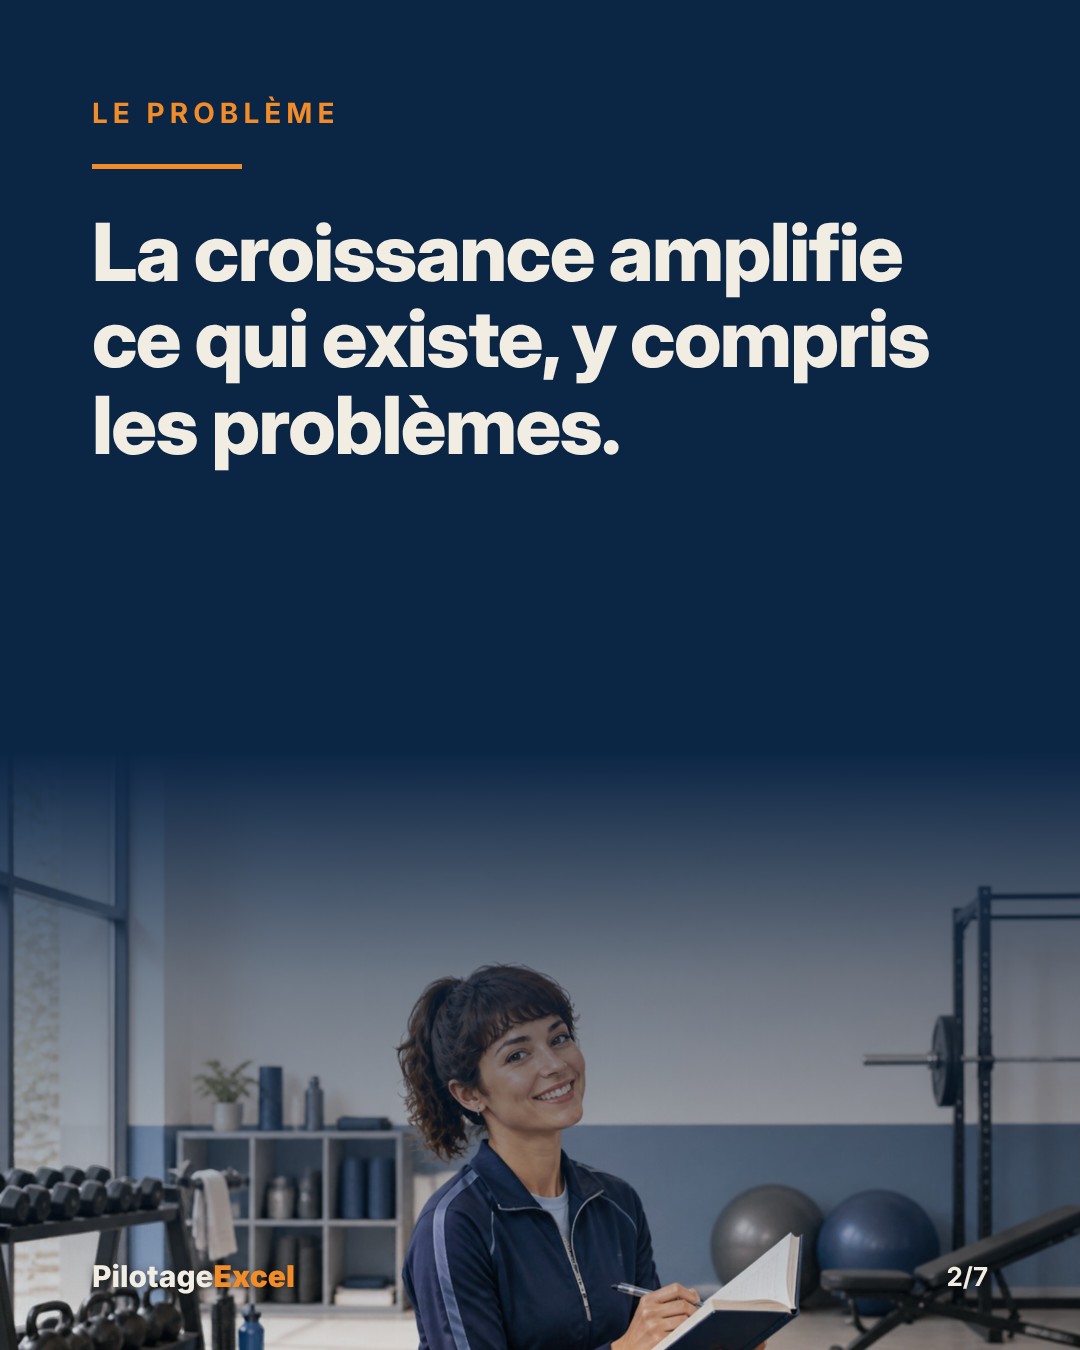 LE PROBLÈME
La croissance amplifie
ce qui existe, y compris
les problèmes.
PilotageExcel
2/7